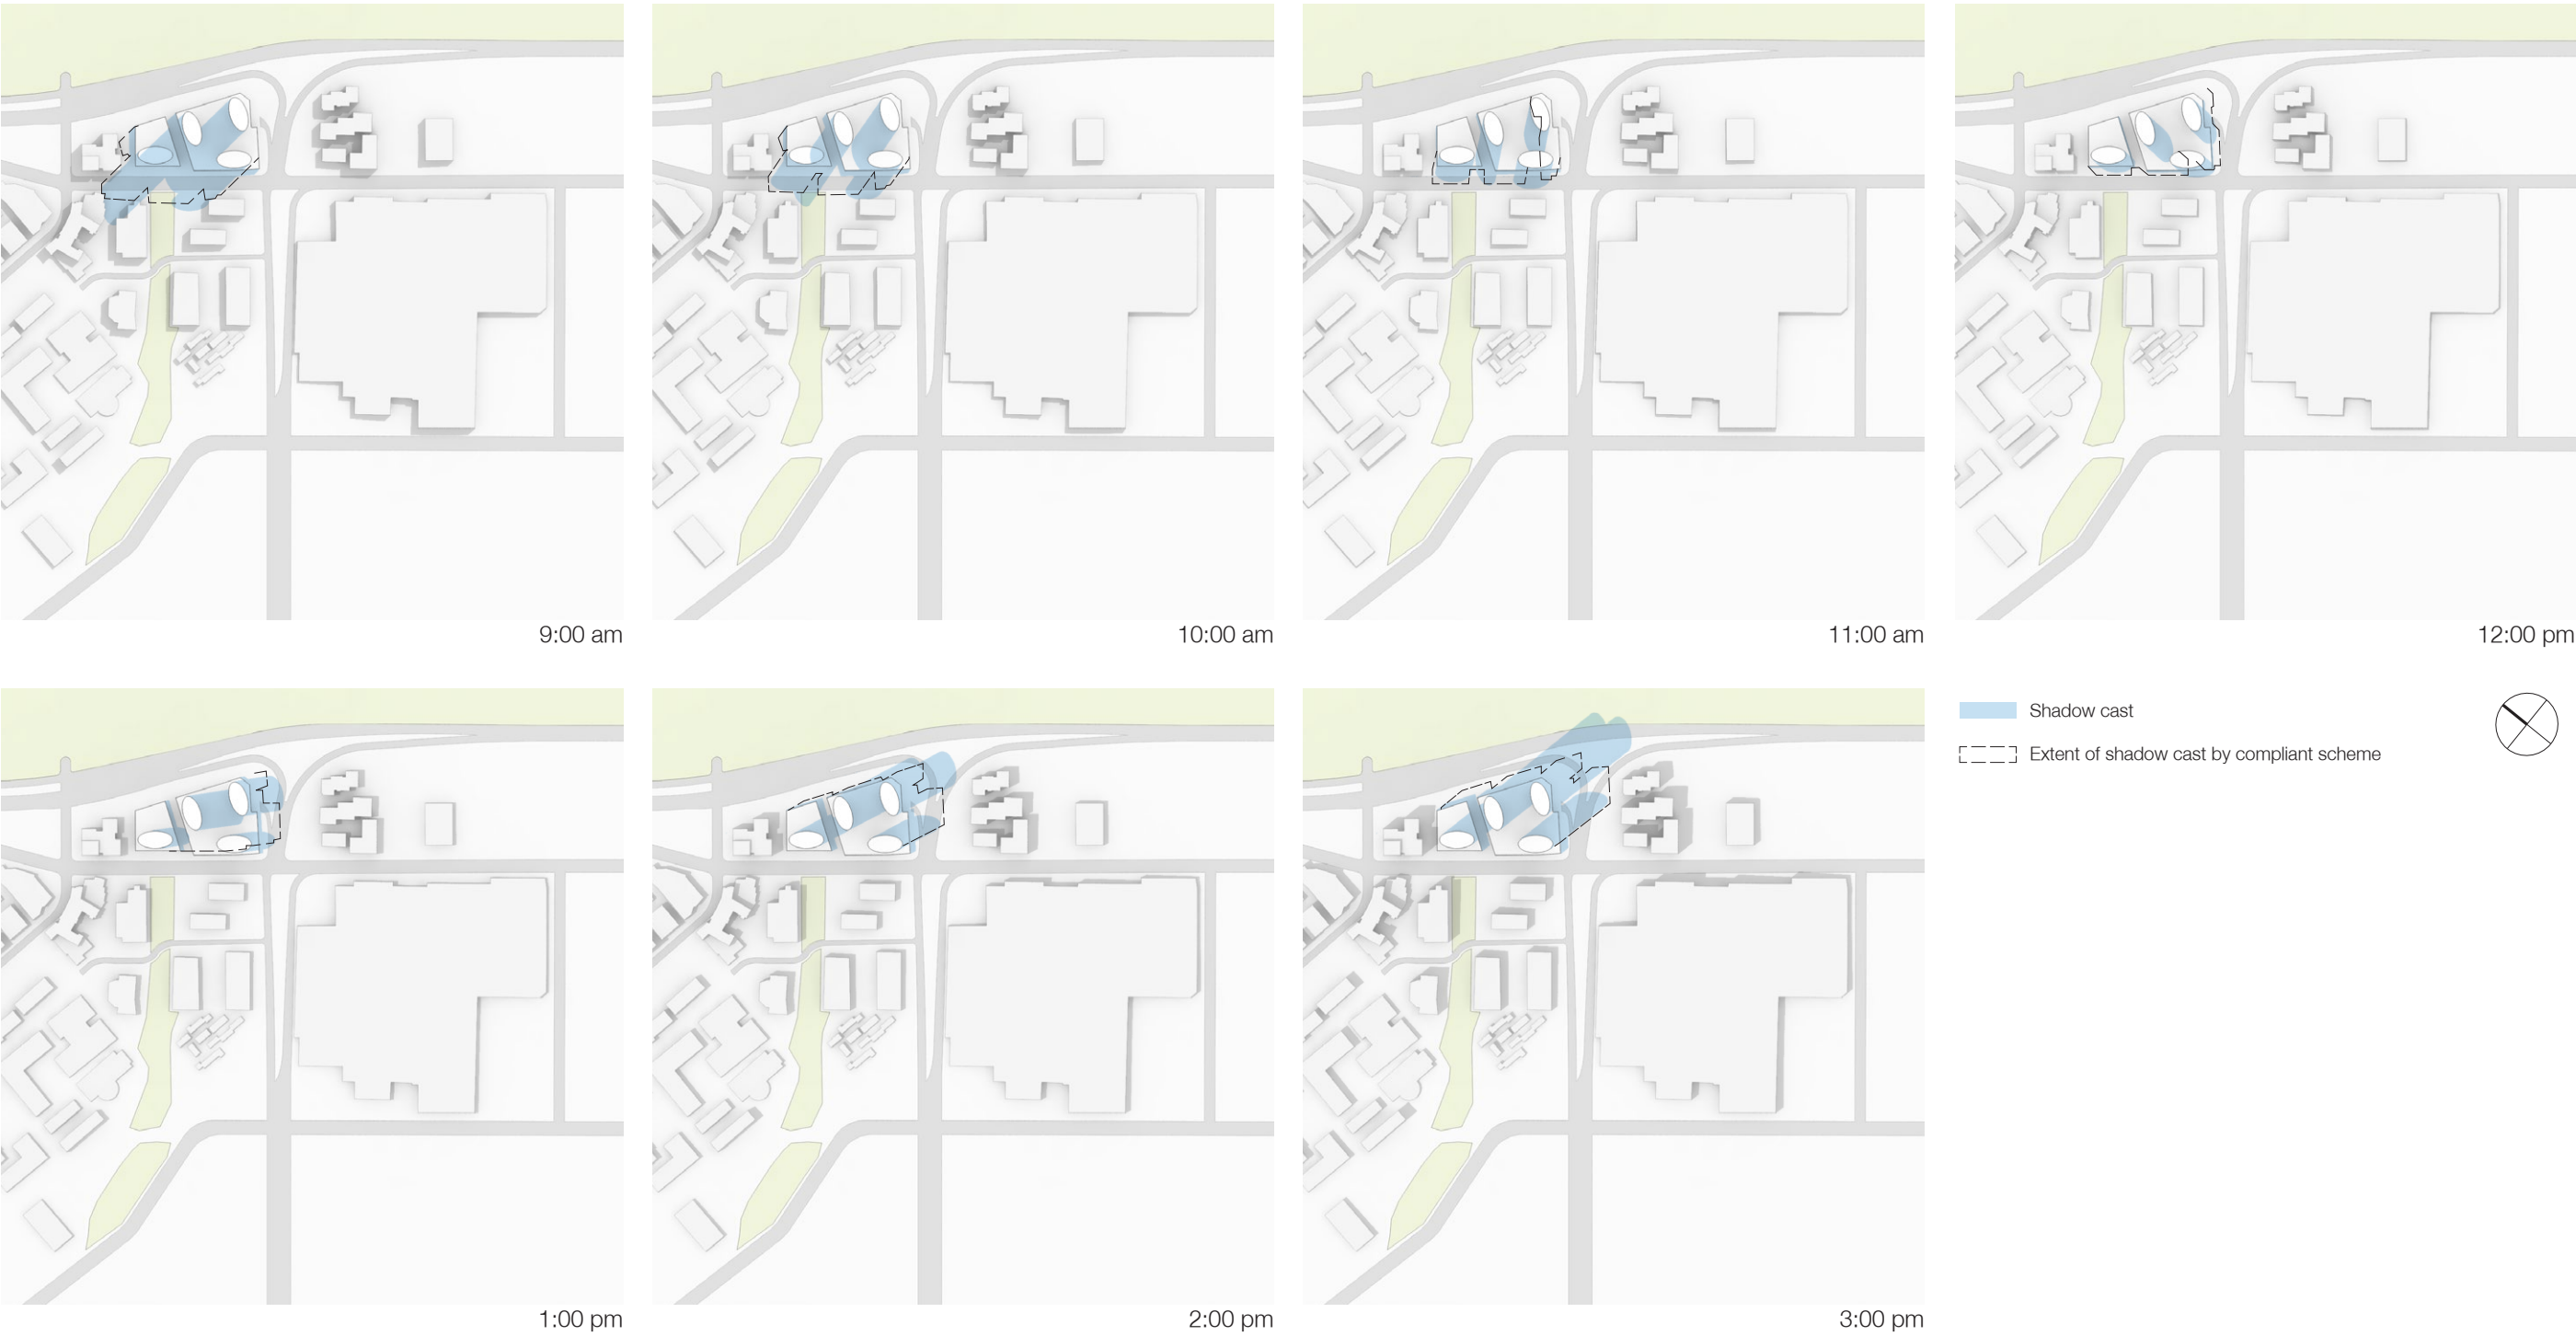 9:00 am
10:00 am
11:00 am
12:00 pm
Shadow cast
Extent of shadow cast by compliant scheme
1:00 pm
2:00 pm
3:00 pm